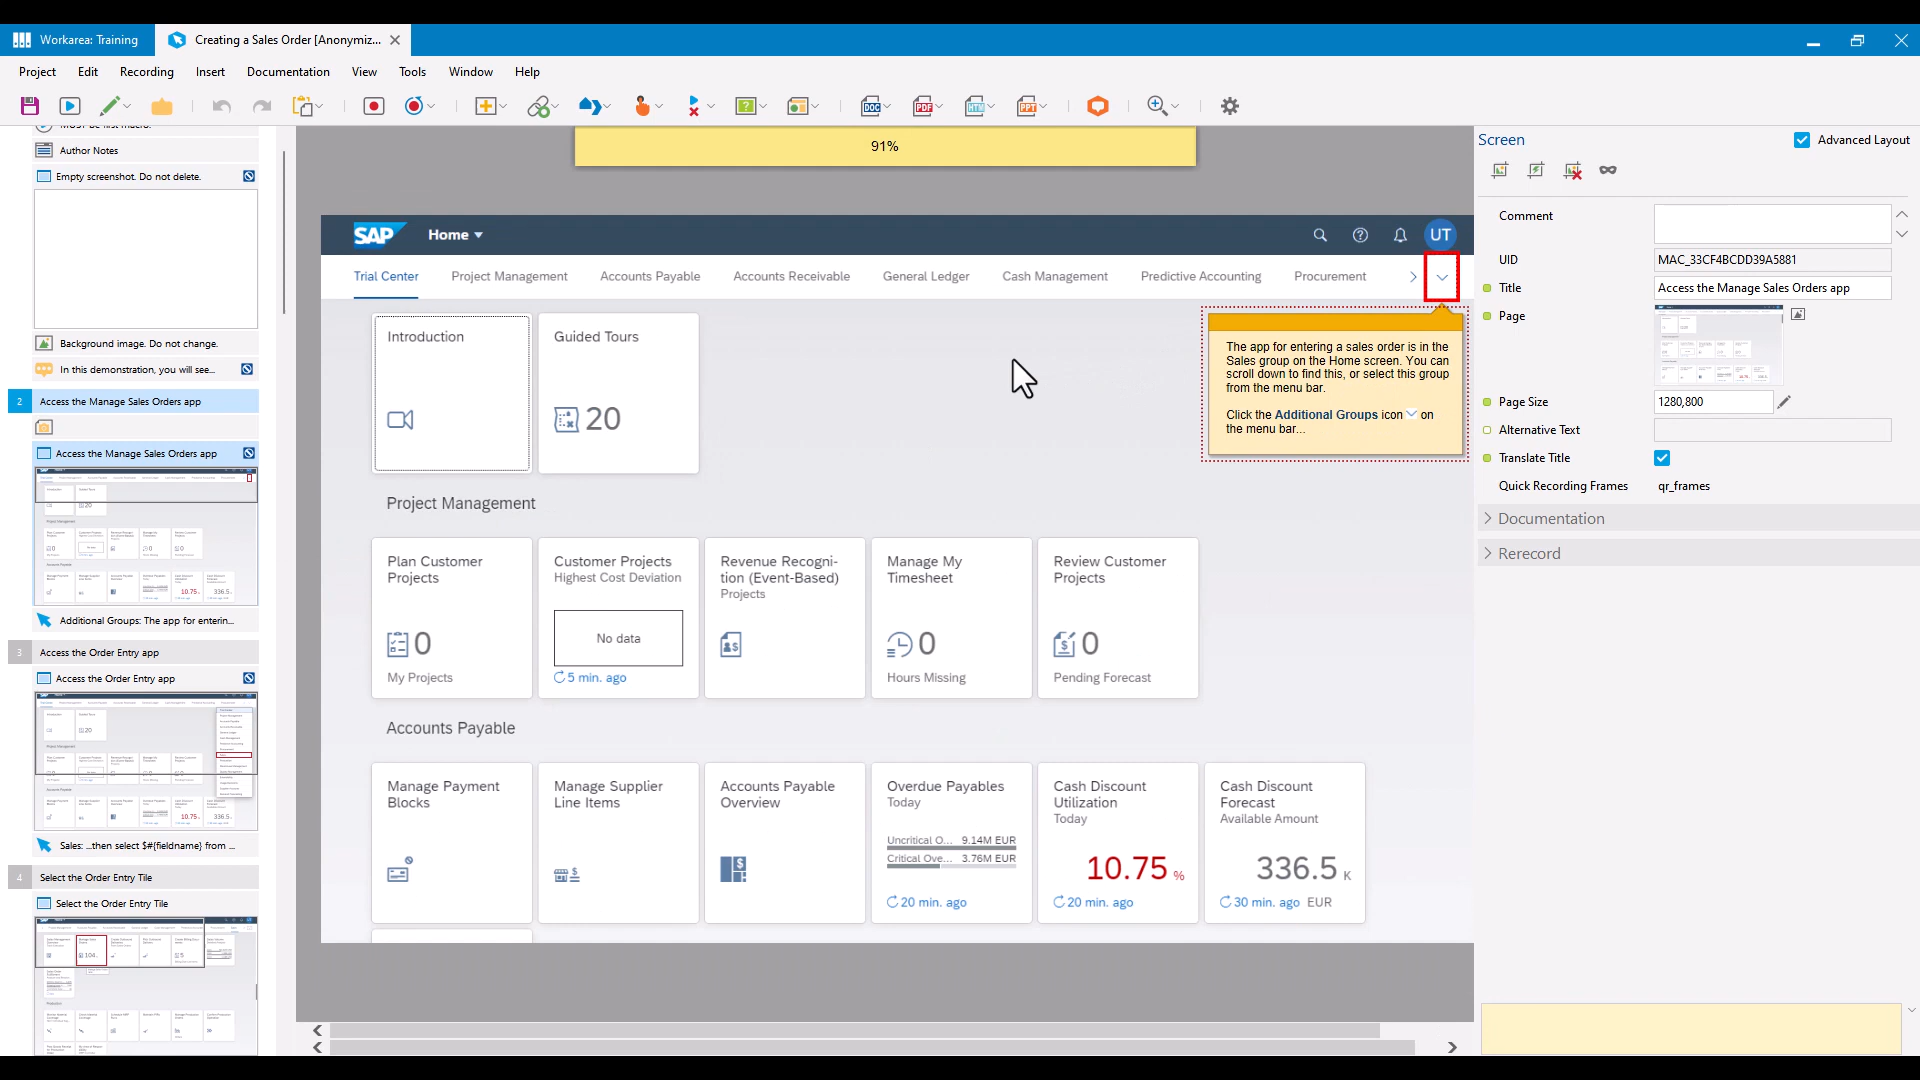 Workarea: Training
Creating a Sales Order [Anonymiz...
Project Edit Recording Insert Documentation View Tools Window Help
Author Notes
Empty screenshot. Do not delete.
Background image. Do not change.
In this demonstration, you will see...
2 Access the Manage Sales Orders app
Access the Manage Sales Orders app
Additional Groups: The app for enterin...
3 Access the Order Entry app
Access the Order Entry app
Sales: ...then select $#{fieldname} from ...
4 Select the Order Entry Tile
Select the Order Entry Tile
91%
SAP Home UT
Trial Center Project Management Accounts Payable Accounts Receivable General Ledger Cash Management Predictive Accounting Procurement
Introduction
Guided Tours
20
The app for entering a sales order is in the
Sales group on the Home screen. You can
scroll down to find this, or select this group
from the menu bar.
Click the Additional Groups icon on
the menu bar...
Project Management
Plan Customer
Projects
0
My Projects
Customer Projects
Highest Cost Deviation
No data
5 min. ago
Revenue Recogni-
tion (Event-Based)
Projects
Manage My
Timesheet
0
Hours Missing
Review Customer
Projects
0
Pending Forecast
Accounts Payable
Manage Payment
Blocks
Manage Supplier
Line Items
Accounts Payable
Overview
Overdue Payables
Today
Uncritical O... 9.14M EUR
Critical Ove... 3.76M EUR
20 min. ago
Cash Discount
Utilization
Today
10.75 %
20 min. ago
Cash Discount
Forecast
Available Amount
336.5 K
30 min. ago EUR
Screen
Advanced Layout
Comment
UID MAC_33CF4BCDD39A5881
Title Access the Manage Sales Orders app
Page
Page Size 1280,800
Alternative Text
Translate Title
Quick Recording Frames qr_frames
Documentation
Rerecord